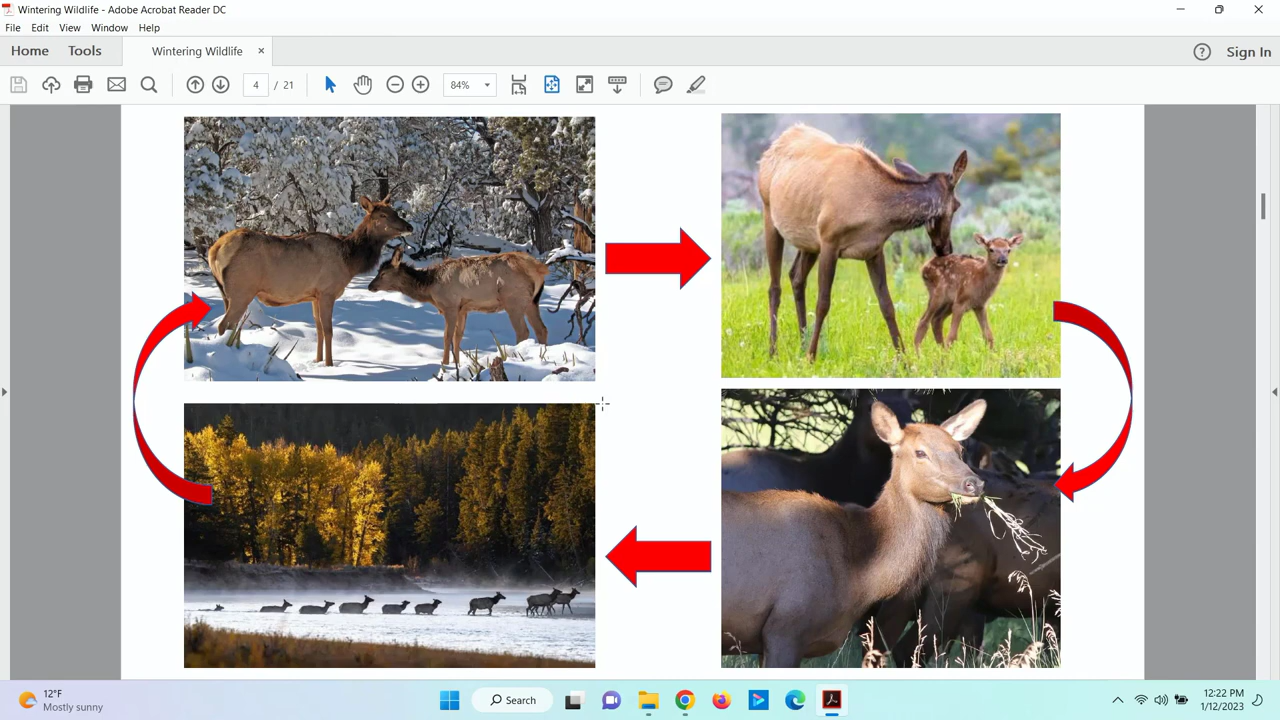 Wintering Wildlife - Adobe Acrobat Reader DC
File Edit View Window Help
Home Tools Wintering Wildlife × Sign In
4 / 21 84%
12°F
Mostly sunny
Search
12:22 PM
1/12/2023